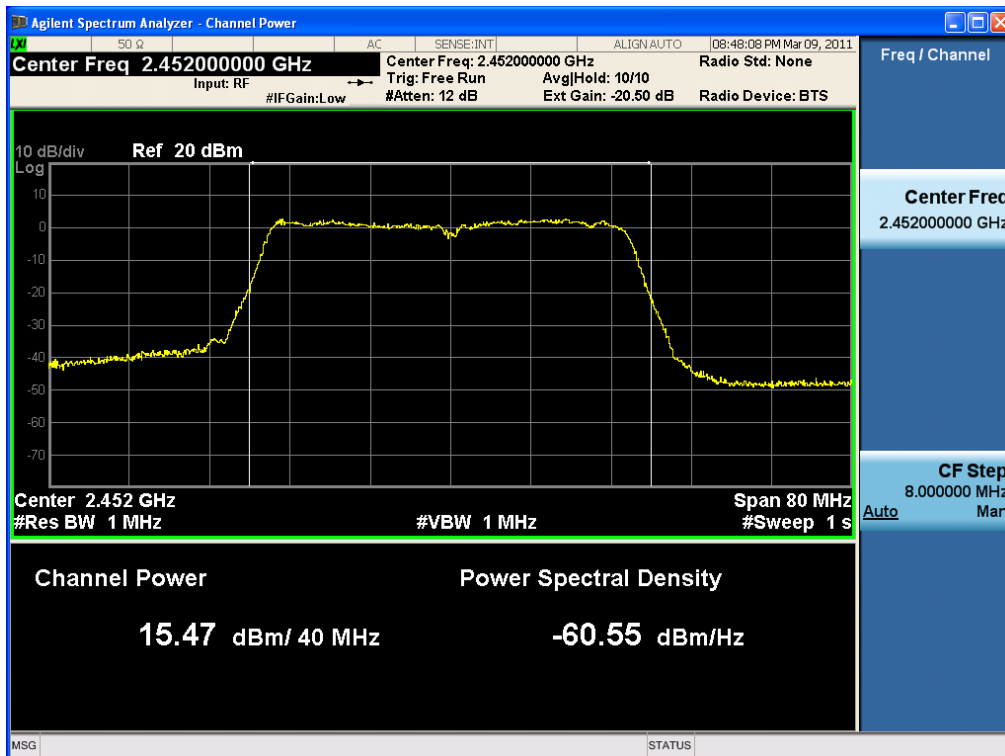 Agilent Spectrum Analyzer - Channel Power
LXI 50 Ω AC SENSE:INT ALIGN AUTO 08:48:08 PM Mar 09, 2011
Center Freq 2.452000000 GHz
Input: RF
#IFGain:Low
Center Freq: 2.452000000 GHz
Trig: Free Run Avg|Hold: 10/10
#Atten: 12 dB Ext Gain: -20.50 dB
Radio Std: None
Radio Device: BTS
Freq / Channel
10 dB/div Ref 20 dBm
Log
10
0
-10
-20
-30
-40
-50
-60
-70
Center 2.452 GHz Span 80 MHz
#Res BW 1 MHz #VBW 1 MHz #Sweep 1 s
Center Freq
2.452000000 GHz
CF Step
8.000000 MHz
Auto Man
Channel Power Power Spectral Density
15.47 dBm/ 40 MHz -60.55 dBm/Hz
MSG STATUS